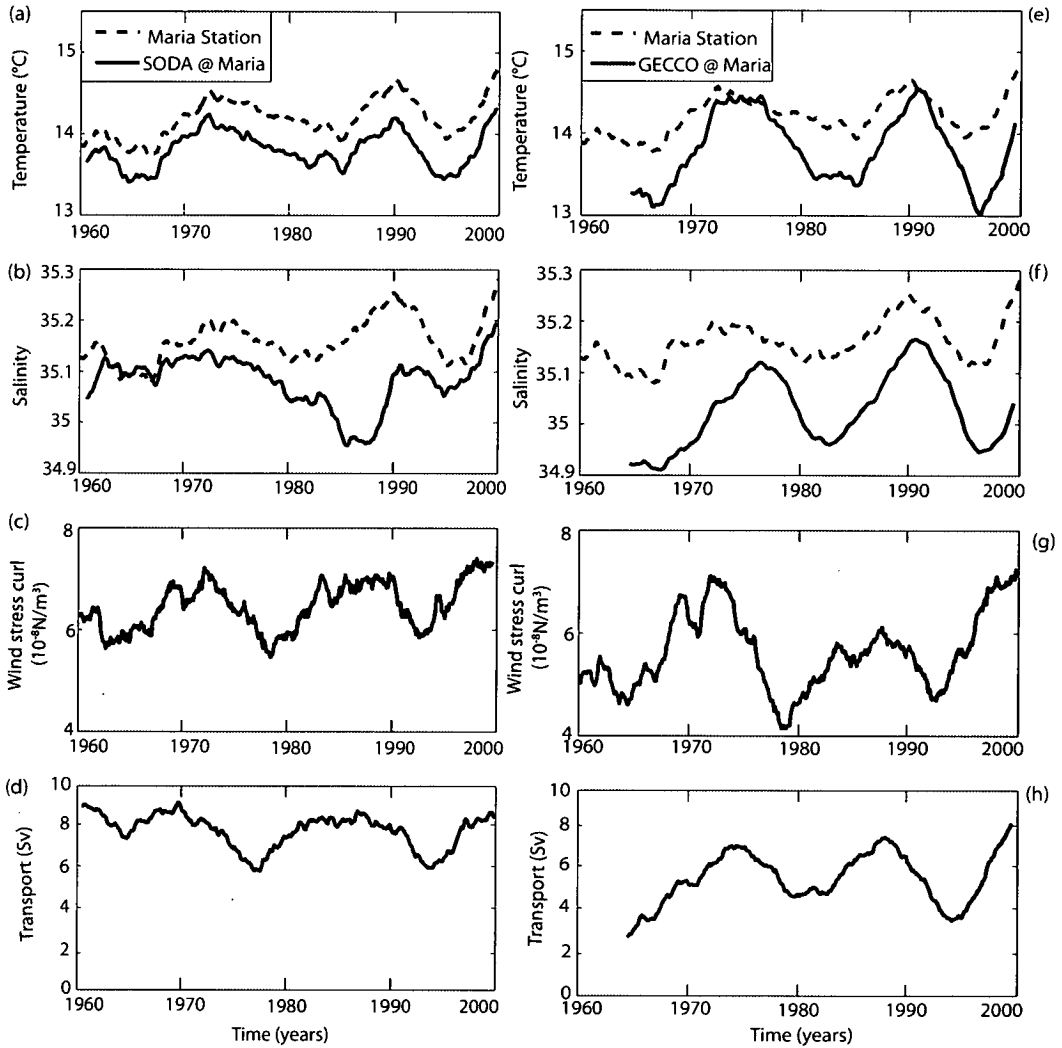 (a)
Temperature (°C)
15
14
13
Maria Station
SODA @ Maria
1960 1970 1980 1990 2000
(e)
Temperature (°C)
15
14
13
Maria Station
GECCO @ Maria
1960 1970 1980 1990 2000
(b)
Salinity
35.3
35.2
35.1
35
34.9
1960 1970 1980 1990 2000
(f)
Salinity
35.3
35.2
35.1
35
34.9
1960 1970 1980 1990 2000
(c)
Wind stress curl
(10⁻⁸N/m³)
8
6
4
1960 1970 1980 1990 2000
(g)
Wind stress curl
(10⁻⁸N/m³)
8
6
4
1960 1970 1980 1990 2000
(d)
Transport (Sv)
10
8
6
4
2
0
1960 1970 1980 1990 2000
Time (years)
(h)
Transport (Sv)
10
8
6
4
2
0
1960 1970 1980 1990 2000
Time (years)